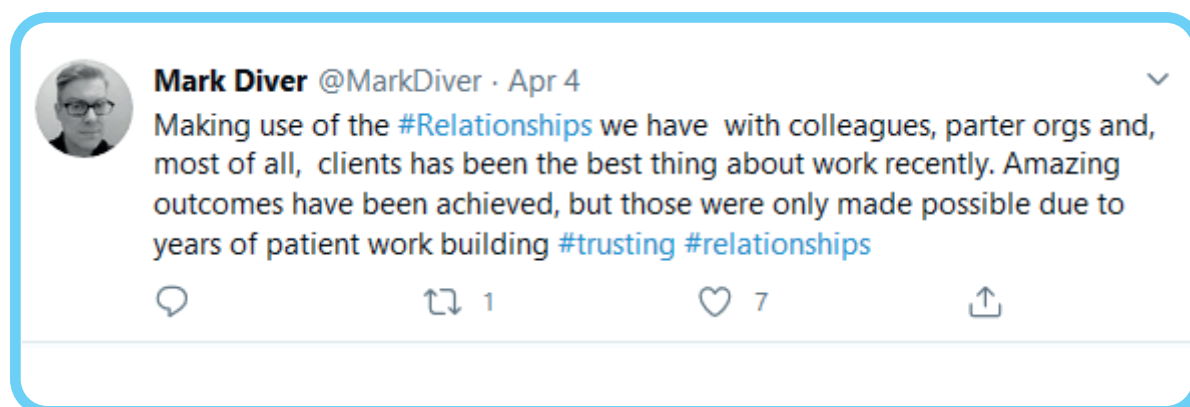 Mark Diver @MarkDiver · Apr 4
Making use of the #Relationships we have  with colleagues, parter orgs and,
most of all,  clients has been the best thing about work recently. Amazing
outcomes have been achieved, but those were only made possible due to
years of patient work building #trusting #relationships
1 7